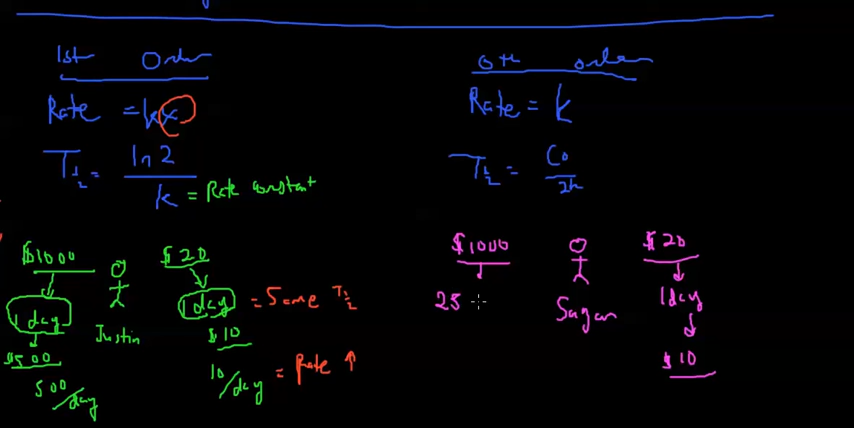 1st Order
Rate = kx
T1/2 = ln 2 / k = Rate constant
$1000
1 day
$500
500/day
Justin
$20
1 day = Same T1/2
$10
10/day = Rate ↑
0th order
Rate = k
T1/2 = C0 / 2k
$1000
25
Sagar
$20
1 day
$10